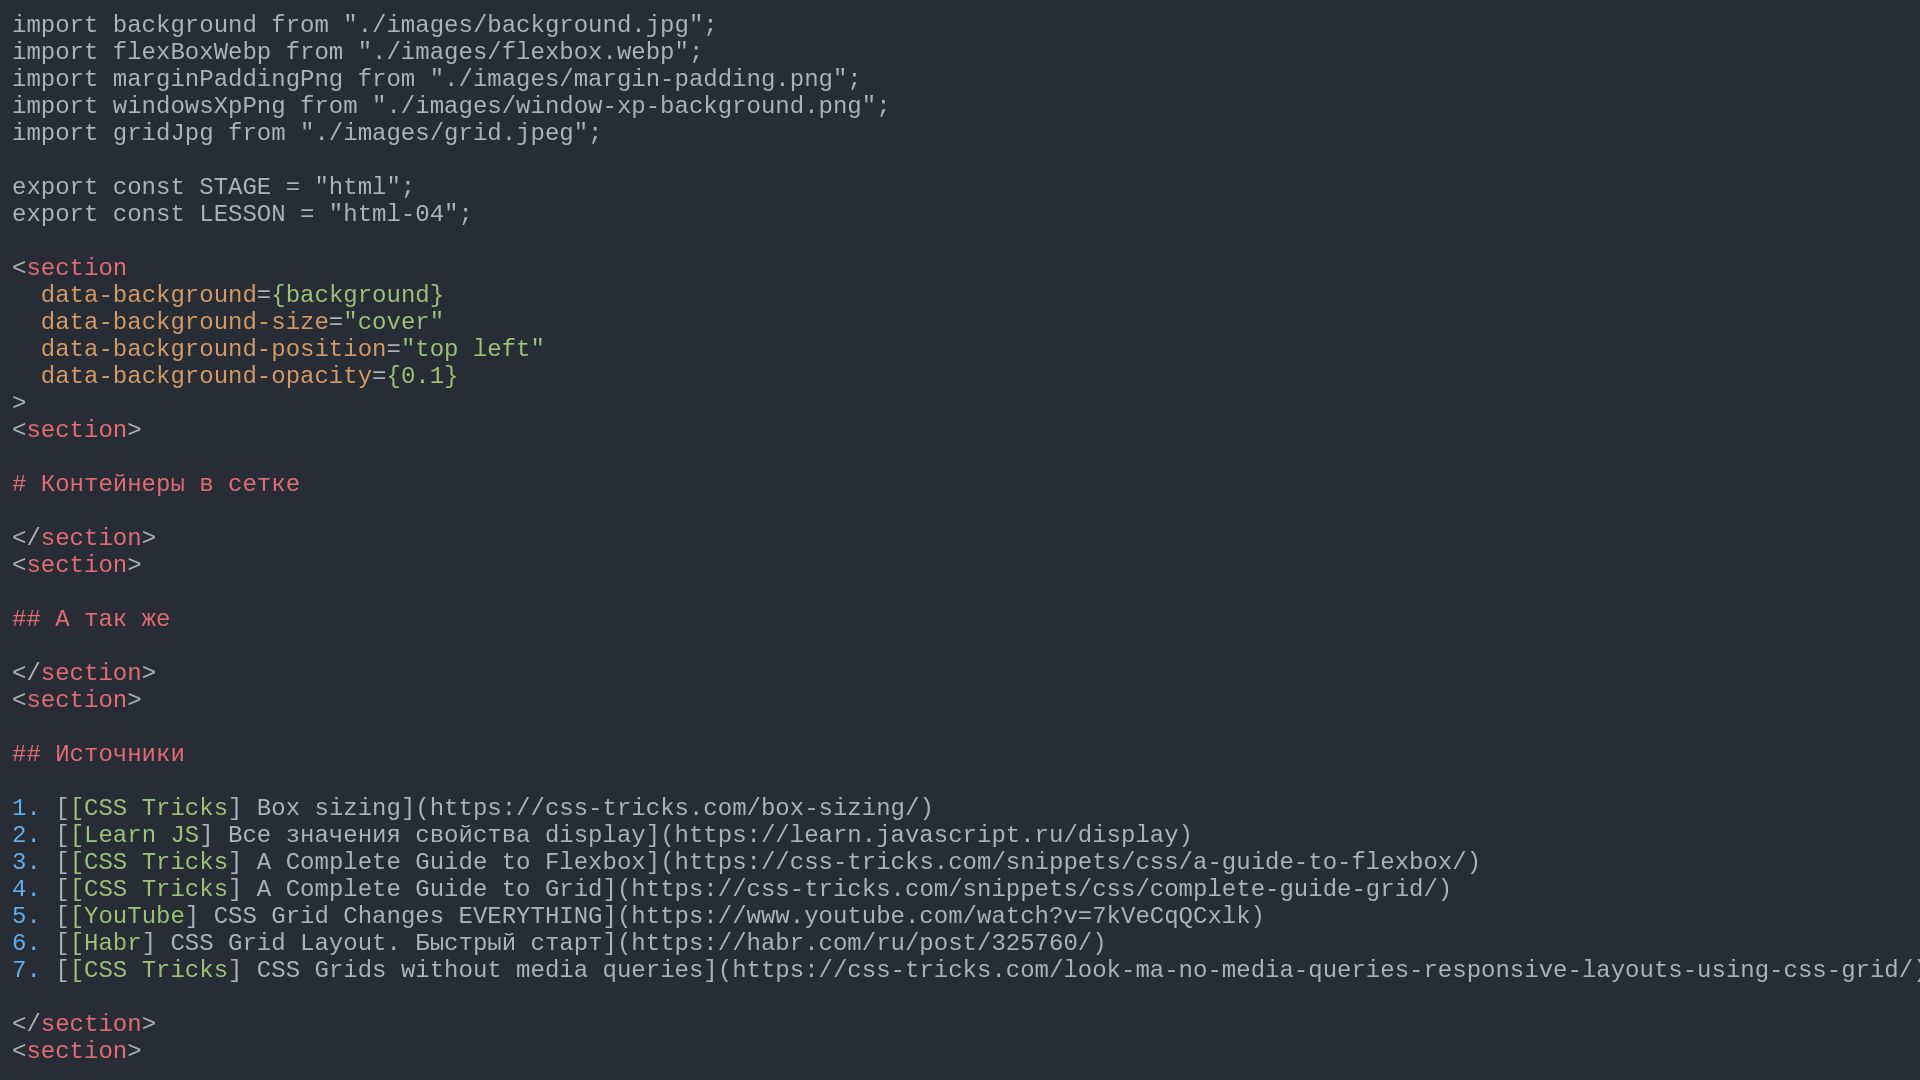 import background from "./images/background.jpg";
import flexBoxWebp from "./images/flexbox.webp";
import marginPaddingPng from "./images/margin-padding.png";
import windowsXpPng from "./images/window-xp-background.png";
import gridJpg from "./images/grid.jpeg";

export const STAGE = "html";
export const LESSON = "html-04";

<section
  data-background={background}
  data-background-size="cover"
  data-background-position="top left"
  data-background-opacity={0.1}
>
<section>

# Контейнеры в сетке

</section>
<section>

## А так же

</section>
<section>

## Источники

1. [[CSS Tricks] Box sizing](https://css-tricks.com/box-sizing/)
2. [[Learn JS] Все значения свойства display](https://learn.javascript.ru/display)
3. [[CSS Tricks] A Complete Guide to Flexbox](https://css-tricks.com/snippets/css/a-guide-to-flexbox/)
4. [[CSS Tricks] A Complete Guide to Grid](https://css-tricks.com/snippets/css/complete-guide-grid/)
5. [[YouTube] CSS Grid Changes EVERYTHING](https://www.youtube.com/watch?v=7kVeCqQCxlk)
6. [[Habr] CSS Grid Layout. Быстрый старт](https://habr.com/ru/post/325760/)
7. [[CSS Tricks] CSS Grids without media queries](https://css-tricks.com/look-ma-no-media-queries-responsive-layouts-using-css-grid/)

</section>
<section>